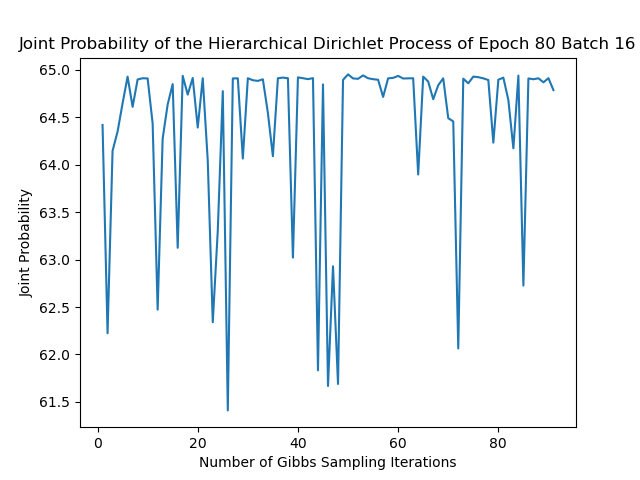 Joint Probability of the Hierarchical Dirichlet Process of Epoch 80 Batch 16
65.0
64.5
64.0
63.5
63.0
62.5
62.0
61.5
Joint Probability
0 20 40 60 80
Number of Gibbs Sampling Iterations